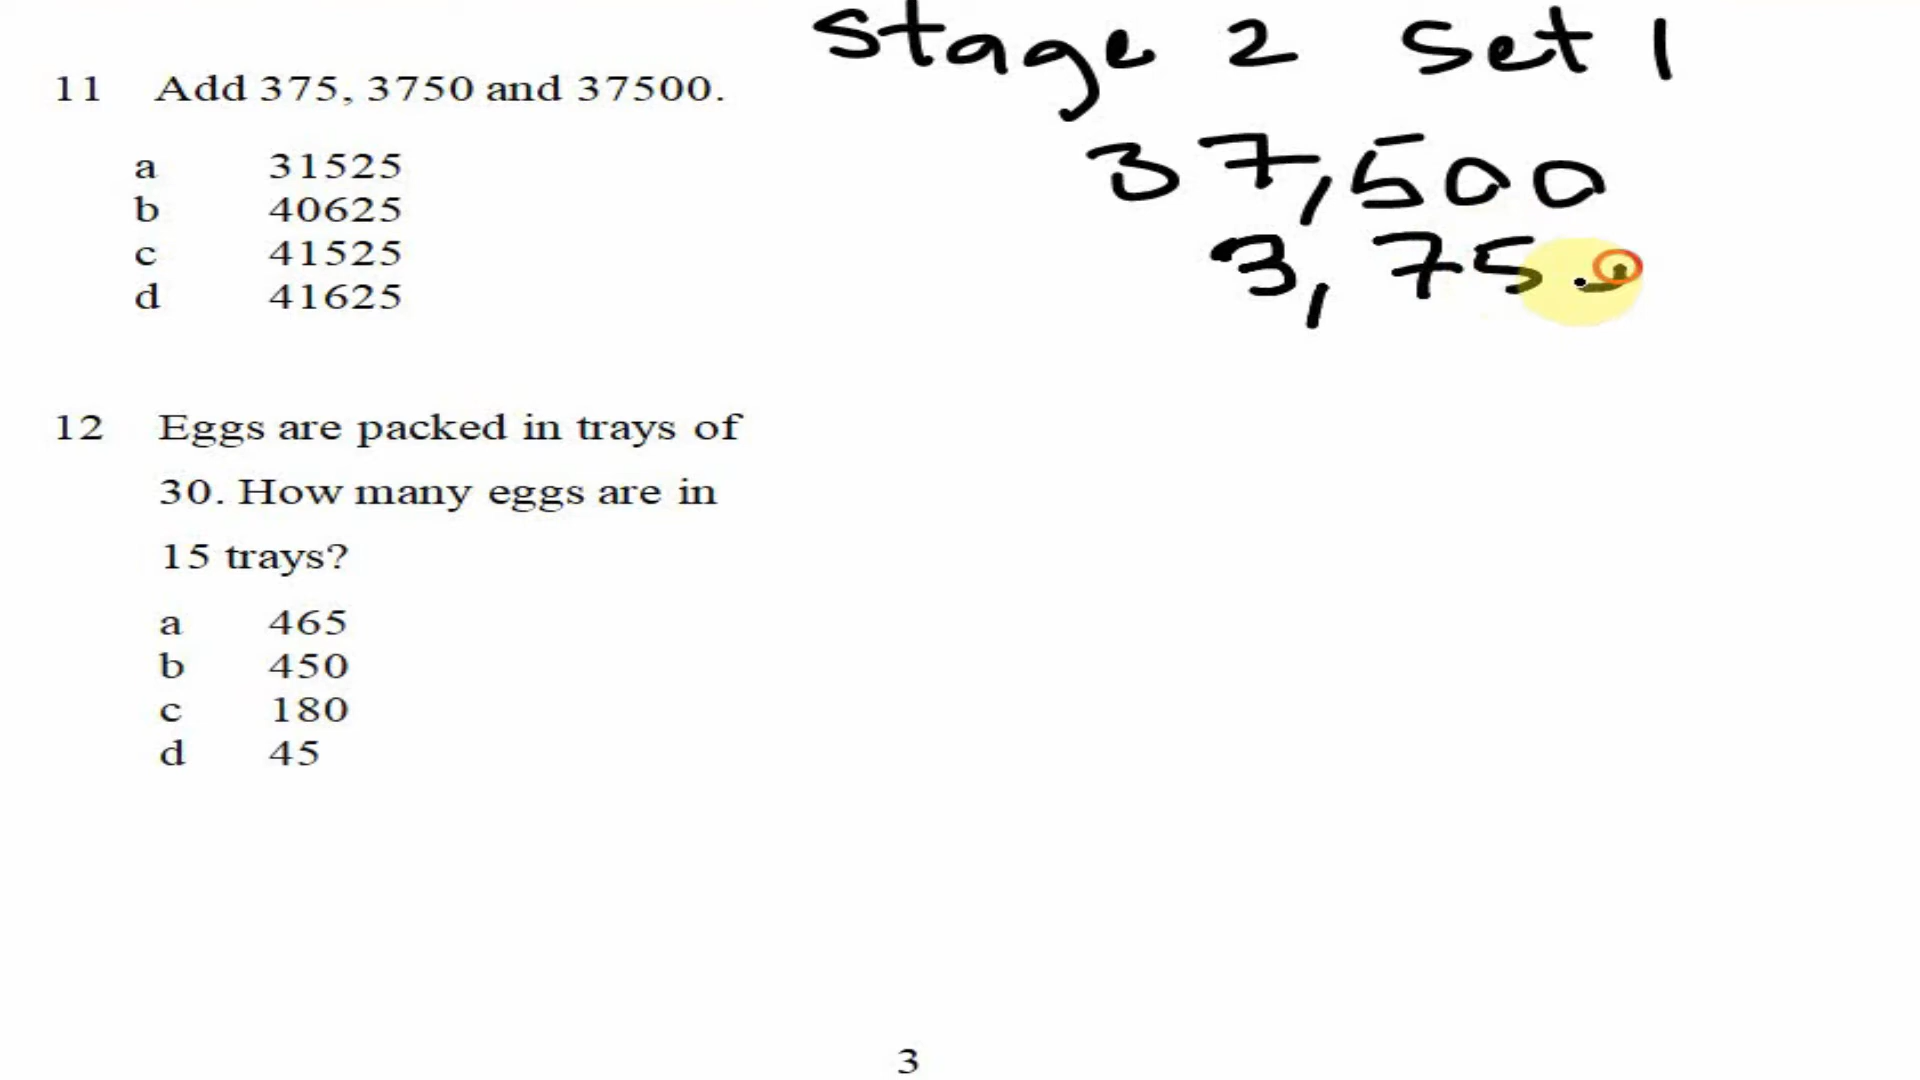 stage 2 set 1
11 Add 375, 3750 and 37500.
a 31525
b 40625
c 41525
d 41625
37,500
3,75
12 Eggs are packed in trays of
30. How many eggs are in
15 trays?
a 465
b 450
c 180
d 45
3